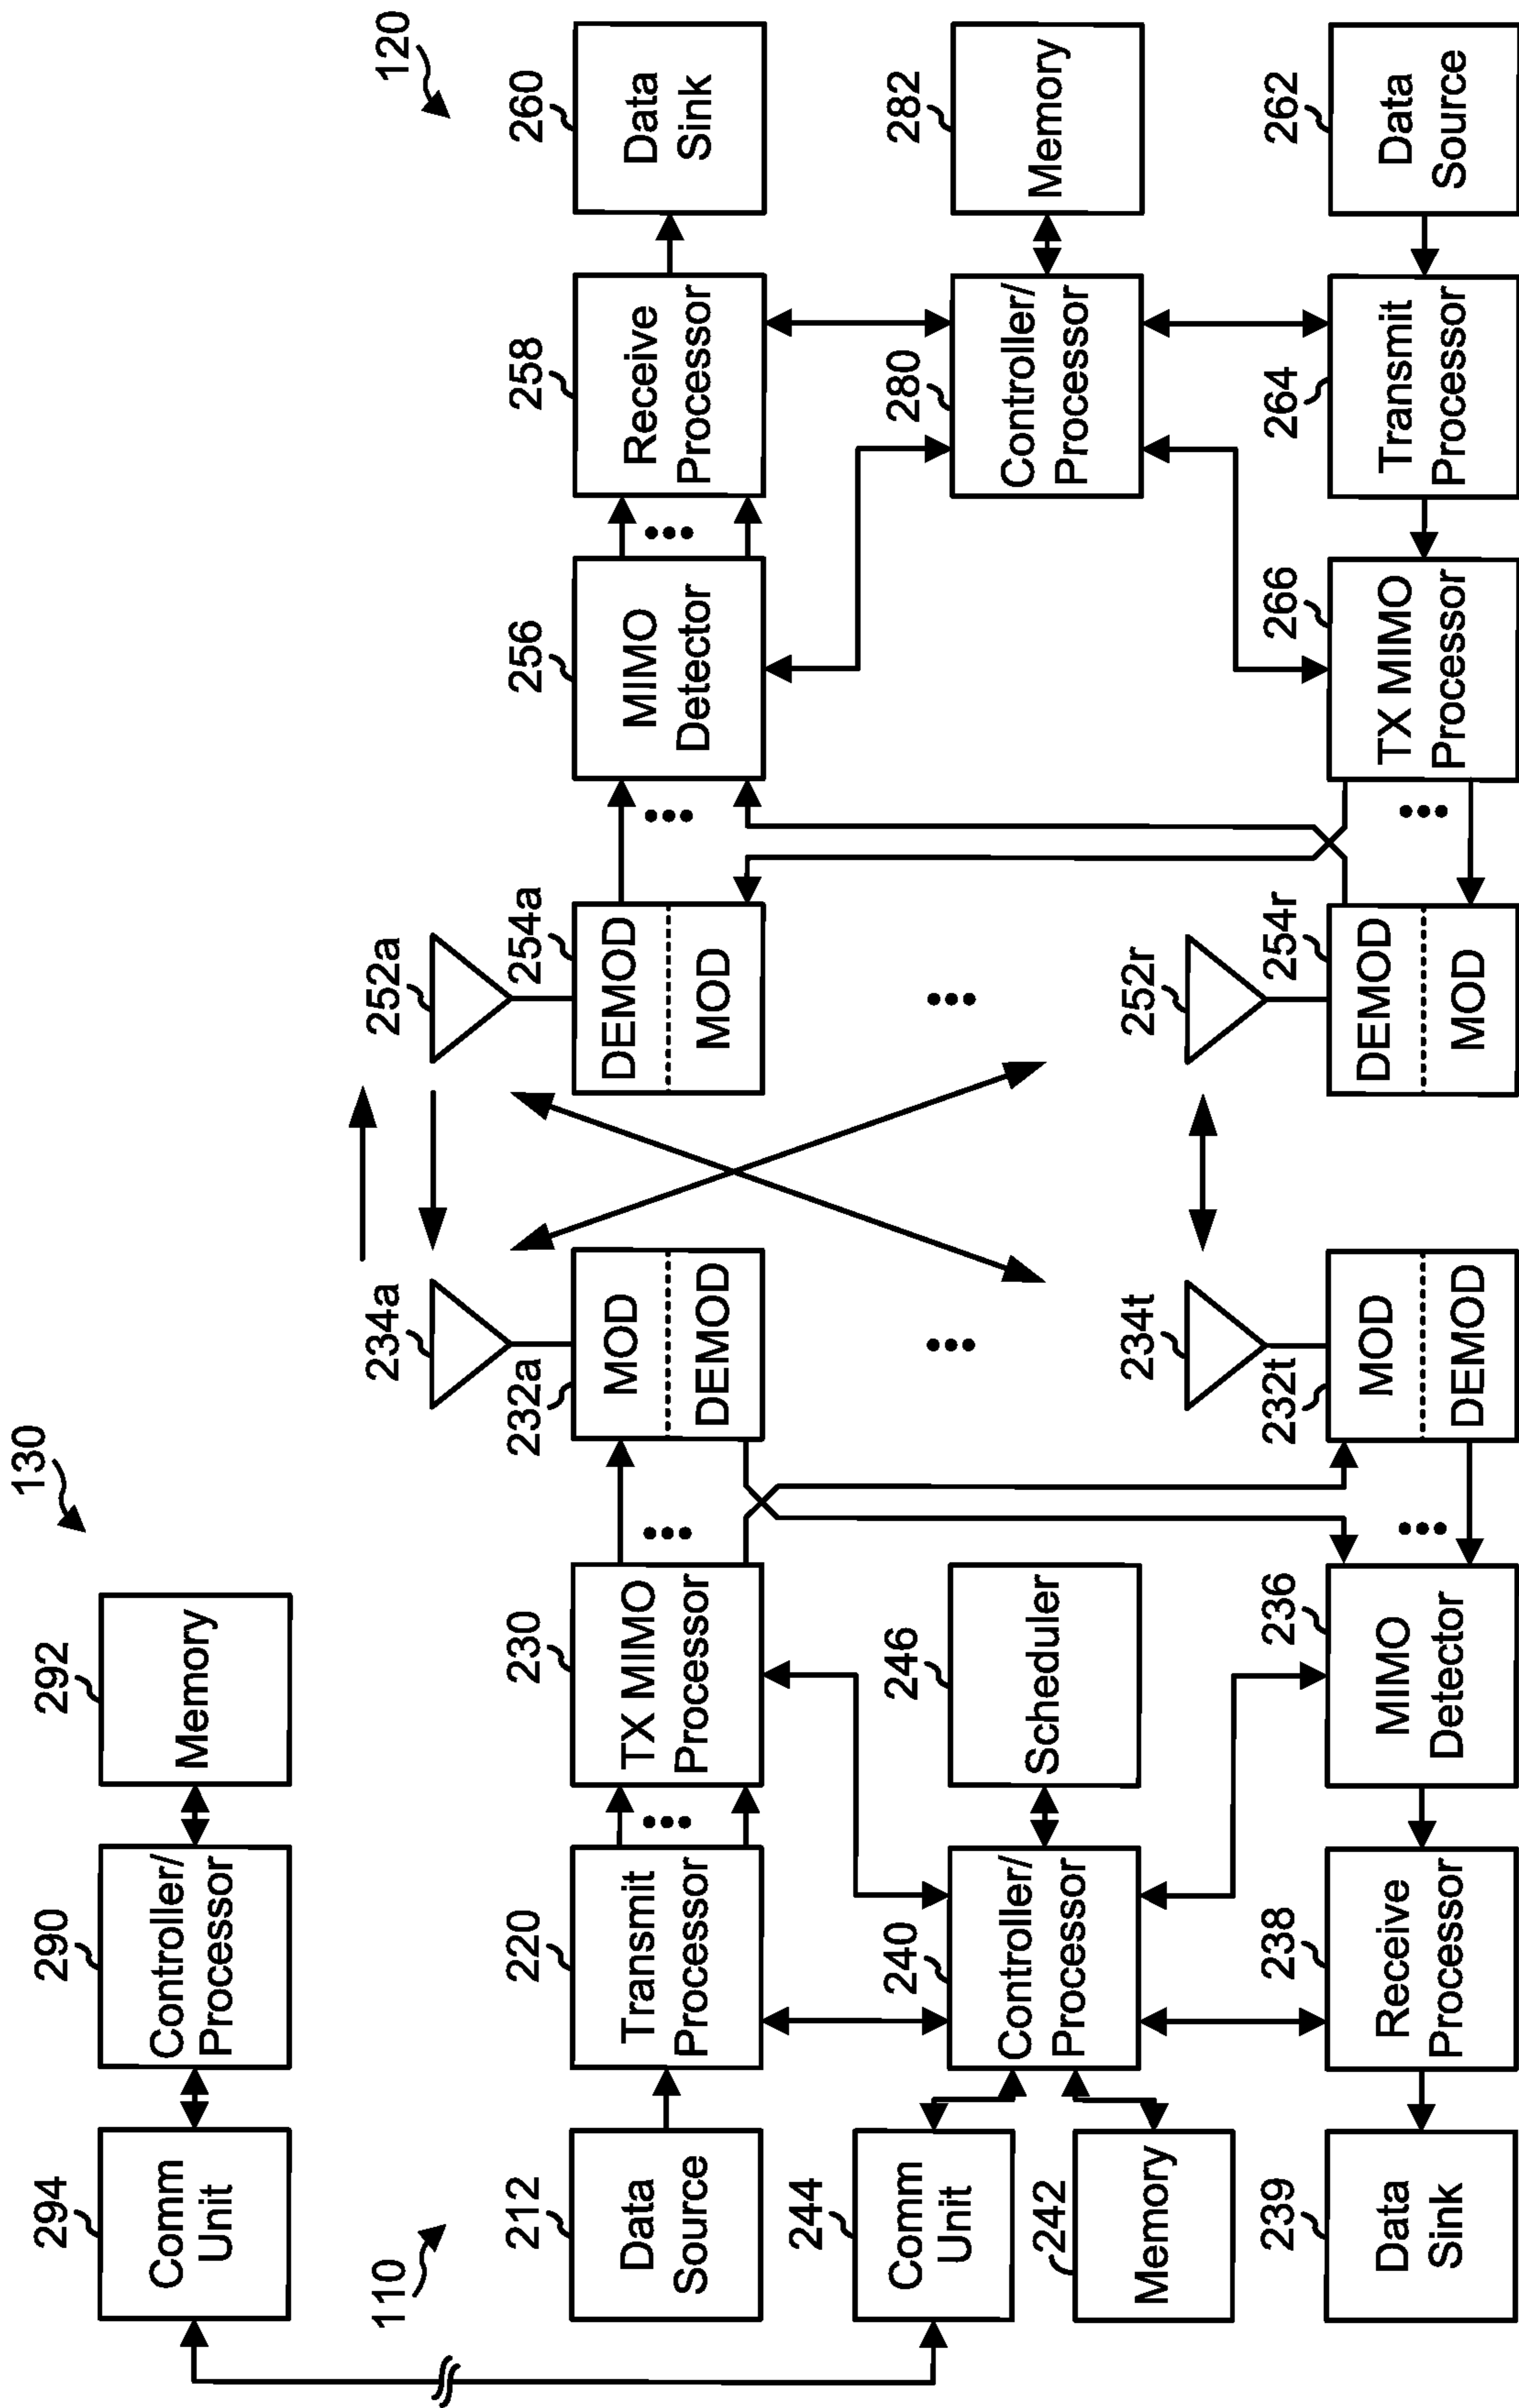 130
294
Comm
Unit
290
Controller/
Processor
292
Memory
110
212
Data
Source
220
Transmit
Processor
230
TX MIMO
Processor
234a
232a
MOD
DEMOD
244
Comm
Unit
242
Memory
240
Controller/
Processor
246
Scheduler
239
Data
Sink
238
Receive
Processor
236
MIMO
Detector
234t
232t
MOD
DEMOD
120
252a
254a
DEMOD
MOD
256
MIMO
Detector
258
Receive
Processor
260
Data
Sink
280
Controller/
Processor
282
Memory
252r
254r
DEMOD
MOD
266
TX MIMO
Processor
264
Transmit
Processor
262
Data
Source